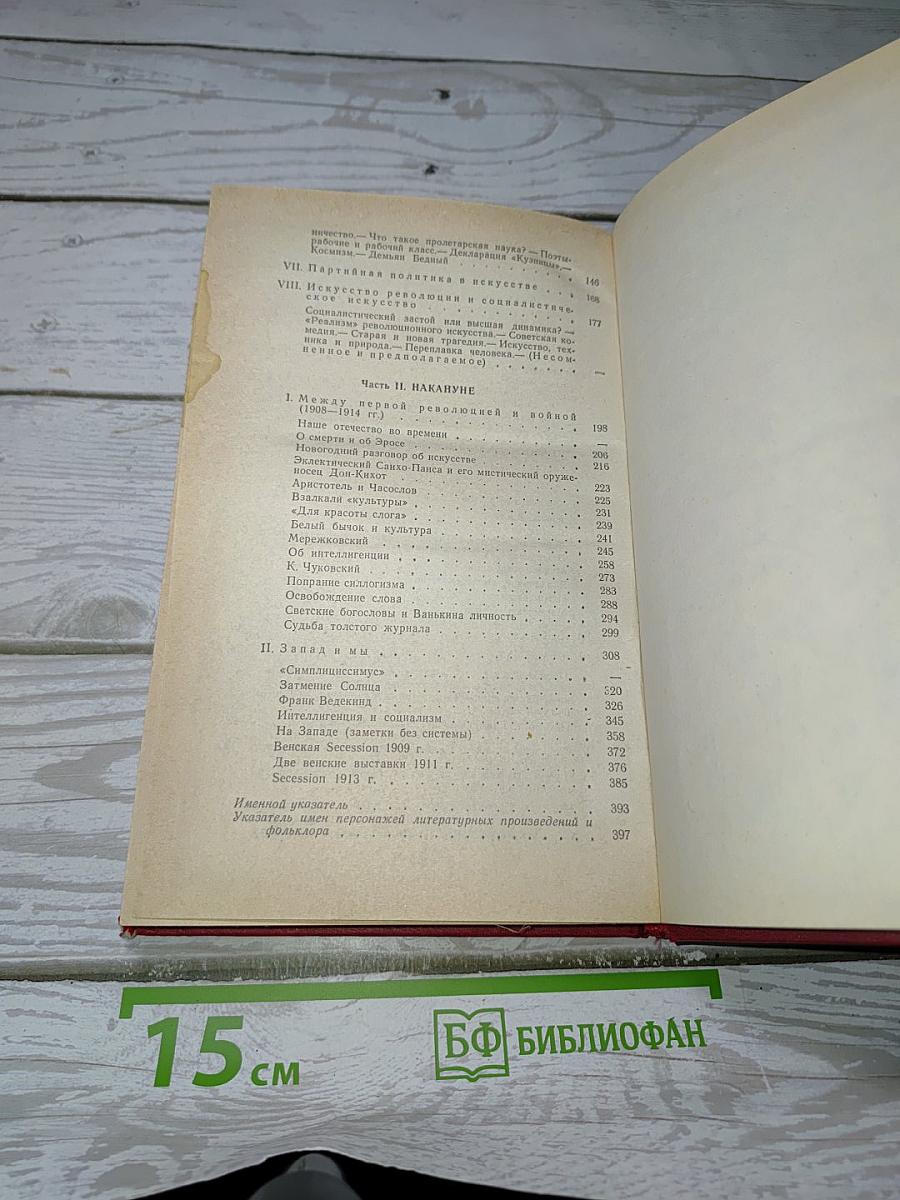 ничество.— Что такое пролетарская наука? — Поэты-
рабочие и рабочий класс.— Декларация «Кузницы».—
Космизм.— Демьян Бедный . . . . . . . . . 146
VII. Партийная политика в искусстве . . . 168
VIII. Искусство революции и социалистиче-
ское искусство . . . . . . . . . . . 177
Социалистический застой или высшая динамика? —
«Реализм» революционного искусства.— Советская ко-
медия.— Старая и новая трагедия.— Искусство, тех-
ника и природа.— Переплавка человека.— (Несом-
ненное и предполагаемое) . . . . . . . —
Часть II. НАКАНУНЕ
I. Между первой революцией и войной
(1908—1914 гг.) . . . . . . . . . . . 198
Наше отечество во времени . . . . . . . . —
О смерти и об Эросе . . . . . . . . . . 206
Новогодний разговор об искусстве . . . . . . 216
Эклектический Санхо-Панса и его мистический оруже-
носец Дон-Кихот . . . . . . . . . . . 223
Аристотель и Часослов . . . . . . . . . 225
Взалкали «культуры» . . . . . . . . . . 231
«Для красоты слога» . . . . . . . . . . 239
Белый бычок и культура . . . . . . . . . 241
Мережковский . . . . . . . . . . . . 245
Об интеллигенции . . . . . . . . . . . 258
К. Чуковский . . . . . . . . . . . . 273
Попрание силлогизма . . . . . . . . . . 283
Освобождение слова . . . . . . . . . . 288
Светские богословы и Ванькина личность . . . . 294
Судьба толстого журнала . . . . . . . . . 299
II. Запад и мы . . . . . . . . . . . . 308
«Симплициссимус» . . . . . . . . . . . —
Затмение Солнца . . . . . . . . . . . 320
Франк Ведекинд . . . . . . . . . . . 326
Интеллигенция и социализм . . . . . . . . 345
На Западе (заметки без системы) . . . . . . 358
Венская Secession 1909 г. . . . . . . . . 372
Две венские выставки 1911 г. . . . . . . . 376
Secession 1913 г. . . . . . . . . . . . 385
Именной указатель . . . . . . . . . . . . 393
Указатель имен персонажей литературных произведений и
фольклора . . . . . . . . . . . . . . 397
15 см
БФ БИБЛИОФАН